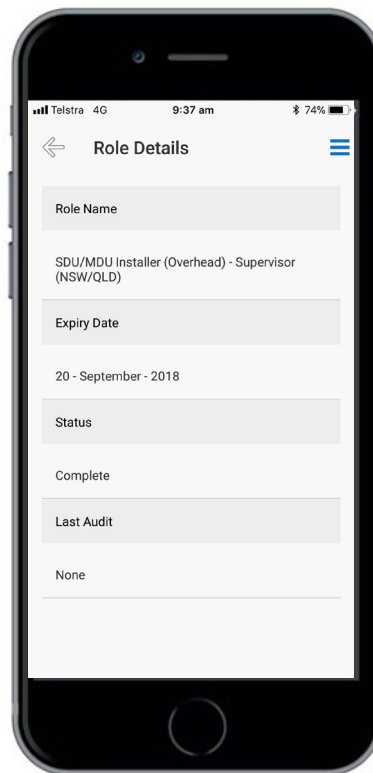 Telstra 4G 9:37 am 74%
Role Details
Role Name
SDU/MDU Installer (Overhead) - Supervisor
(NSW/QLD)
Expiry Date
20 - September - 2018
Status
Complete
Last Audit
None